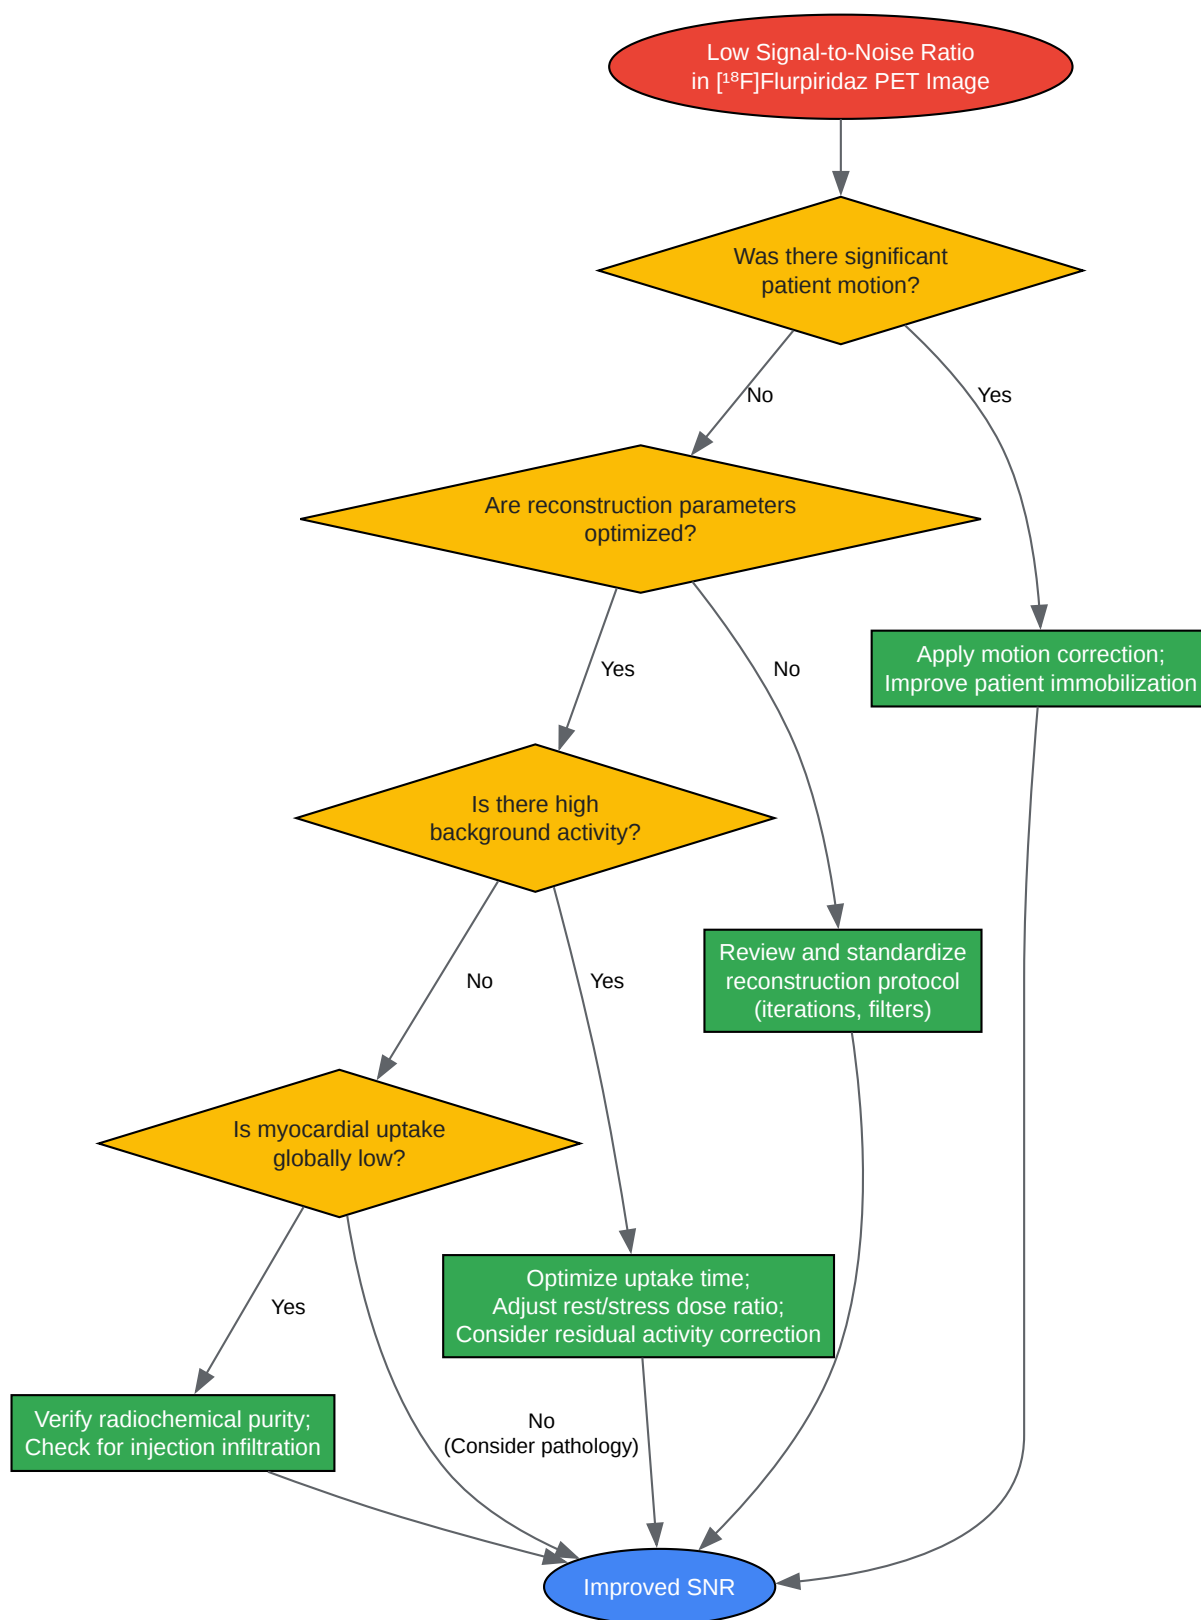 Low Signal-to-Noise Ratio
in [¹⁸F]Flurpiridaz PET Image
Was there significant
patient motion?
No
Yes
Are reconstruction parameters
optimized?
Apply motion correction;
Improve patient immobilization
Yes
No
Is there high
background activity?
Review and standardize
reconstruction protocol
(iterations, filters)
No
Yes
Is myocardial uptake
globally low?
Optimize uptake time;
Adjust rest/stress dose ratio;
Consider residual activity correction
Yes
Verify radiochemical purity;
Check for injection infiltration
No
(Consider pathology)
Improved SNR